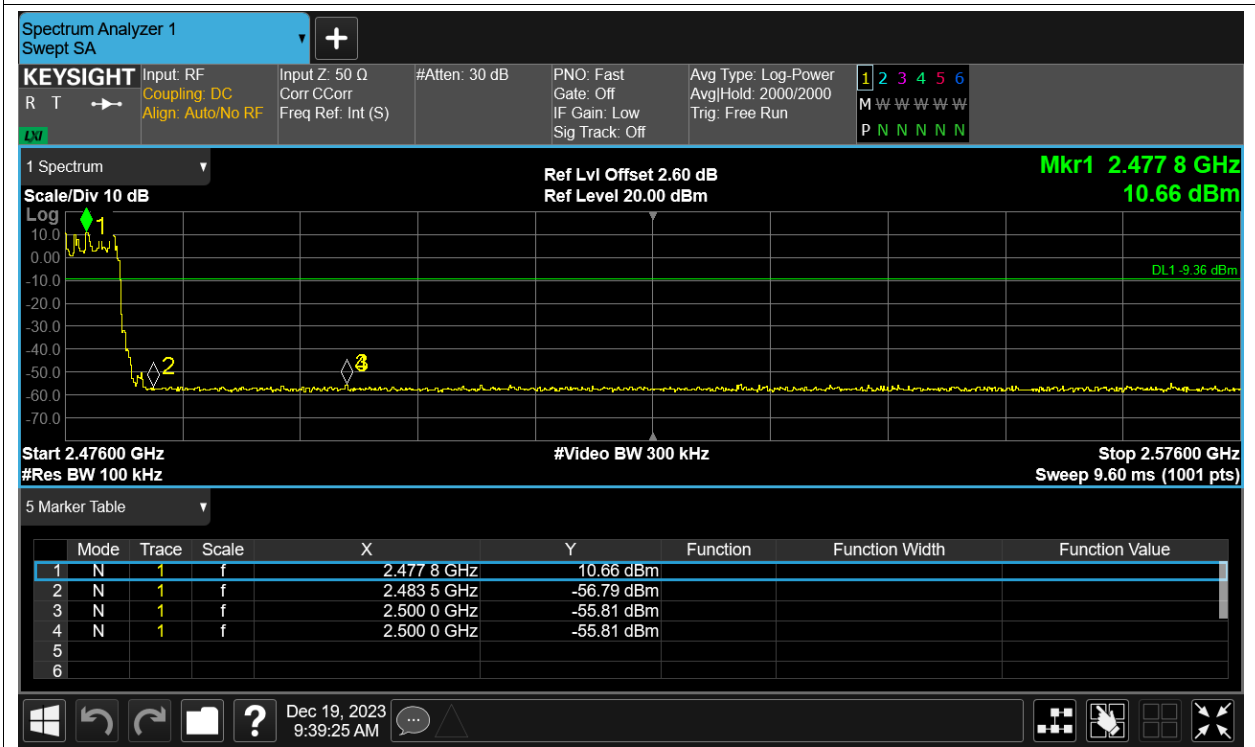 Spectrum Analyzer 1
Swept SA
KEYSIGHT Input: RF Input Z: 50 Ω #Atten: 30 dB PNO: Fast Avg Type: Log-Power 1 2 3 4 5 6
R T Coupling: DC Corr CCorr Gate: Off Avg|Hold: 2000/2000 M W W W W W
Align: Auto/No RF Freq Ref: Int (S) IF Gain: Low Trig: Free Run
LXI Sig Track: Off P N N N N N
1 Spectrum Ref Lvl Offset 2.60 dB Mkr1 2.477 8 GHz
Scale/Div 10 dB Ref Level 20.00 dBm 10.66 dBm
Log
1
10.0
0.00
DL1 -9.36 dBm
-10.0
-20.0
-30.0
-40.0
2 3
-50.0
-60.0
-70.0
Start 2.47600 GHz #Video BW 300 kHz Stop 2.57600 GHz
#Res BW 100 kHz Sweep 9.60 ms (1001 pts)
5 Marker Table
Mode Trace Scale X Y Function Function Width Function Value
1 N 1 f 2.477 8 GHz 10.66 dBm
2 N 1 f 2.483 5 GHz -56.79 dBm
3 N 1 f 2.500 0 GHz -55.81 dBm
4 N 1 f 2.500 0 GHz -55.81 dBm
5
6
? Dec 19, 2023
9:39:25 AM